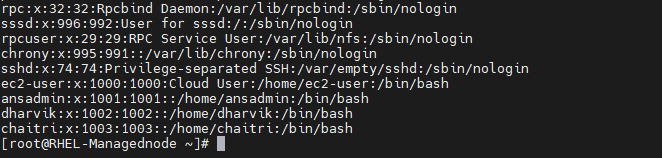 rpc:x:32:32:Rpcbind Daemon:/var/lib/rpcbind:/sbin/nologin
sssd:x:996:992:User for sssd:/:/sbin/nologin
rpcuser:x:29:29:RPC Service User:/var/lib/nfs:/sbin/nologin
chrony:x:995:991::/var/lib/chrony:/sbin/nologin
sshd:x:74:74:Privilege-separated SSH:/var/empty/sshd:/sbin/nologin
ec2-user:x:1000:1000:Cloud User:/home/ec2-user:/bin/bash
ansadmin:x:1001:1001::/home/ansadmin:/bin/bash
dharvik:x:1002:1002::/home/dharvik:/bin/bash
chaitri:x:1003:1003::/home/chaitri:/bin/bash
[root@RHEL-Managednode ~]#